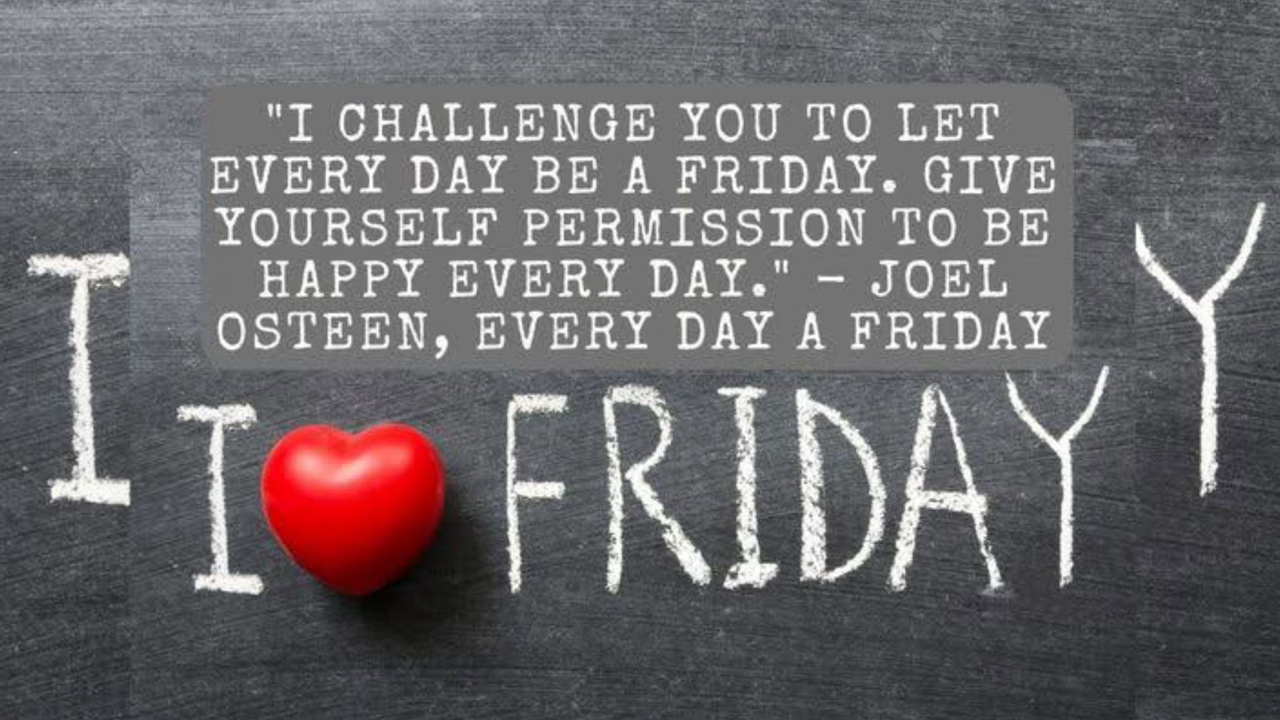 "I CHALLENGE YOU TO LET
EVERY DAY BE A FRIDAY. GIVE
YOURSELF PERMISSION TO BE
HAPPY EVERY DAY." – JOEL
OSTEEN, EVERY DAY A FRIDAY
I Y
I FRIDAY